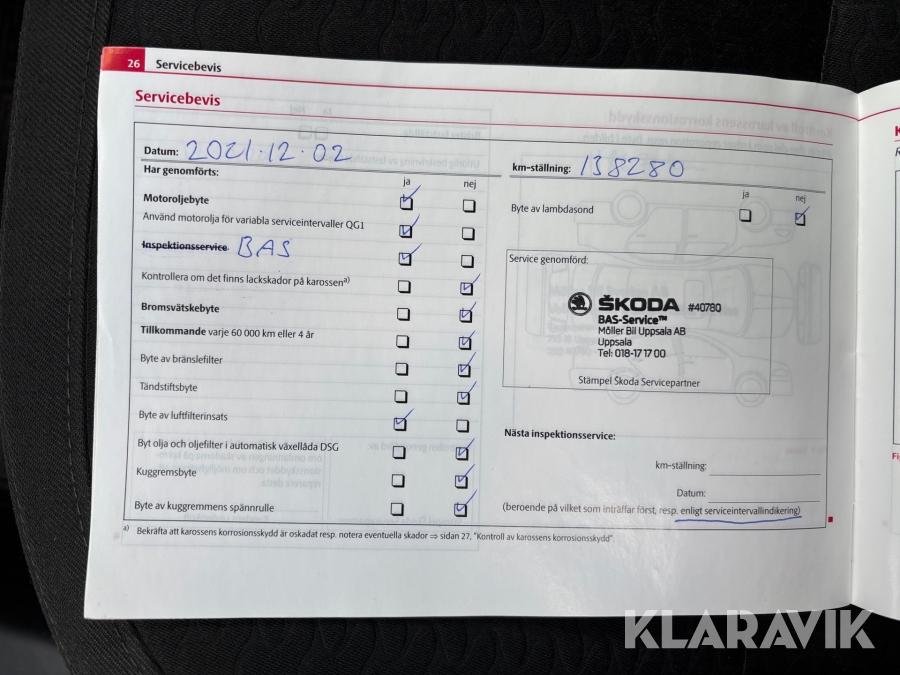 26 Servicebevis
Servicebevis
Datum: 2021.12.02
Har genomförts:
ja nej
Motoroljebyte
Använd motorolja för variabla serviceintervaller QG1
Inspektionsservice BAS
Kontrollera om det finns lackskador på karossen a)
Bromsvätskebyte
Tillkommande varje 60 000 km eller 4 år
Byte av bränslefilter
Tändstiftsbyte
Byte av luftfilterinsats
Byt olja och oljefilter i automatisk växellåda DSG
Kuggremsbyte
Byte av kuggremmens spännrulle
km-ställning: 138280
ja nej
Byte av lambdasond
Service genomförd:
ŠKODA #40780
BAS-Service™
Möller Bil Uppsala AB
Uppsala
Tel: 018-17 17 00
Stämpel Škoda Servicepartner
Nästa inspektionsservice:
km-ställning:
Datum:
(beroende på vilket som inträffar först, resp. enligt serviceintervallindikering)
a) Bekräfta att karossens korrosionsskydd är oskadat resp. notera eventuella skador ⇒ sidan 27, "Kontroll av karossens korrosionsskydd".
KLARAVIK